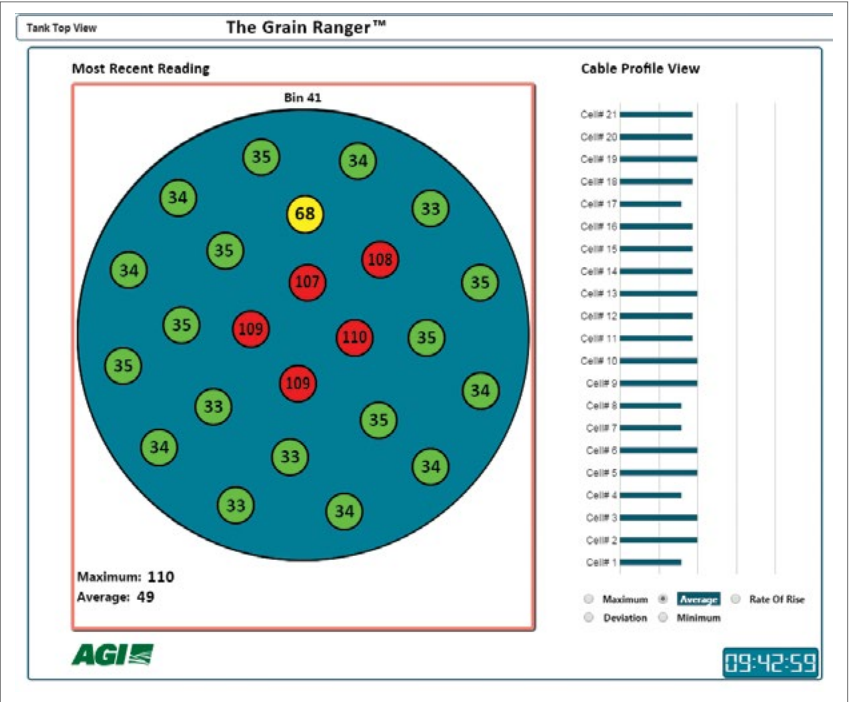 Tank Top View
The Grain Ranger™
Most Recent Reading
Cable Profile View
Bin 41
35
34
34
68
33
35
108
34
107
35
35
109
110
35
35
109
34
33
35
34
33
34
33
34
Maximum: 110
Average: 49
Cell# 21
Cell# 20
Cell# 19
Cell# 18
Cell# 17
Cell# 16
Cell# 15
Cell# 14
Cell# 13
Cell# 12
Cell# 11
Cell# 10
Cell# 9
Cell# 8
Cell# 7
Cell# 6
Cell# 5
Cell# 4
Cell# 3
Cell# 2
Cell# 1
Maximum Average Rate Of Rise
Deviation Minimum
AGI
09:42:59